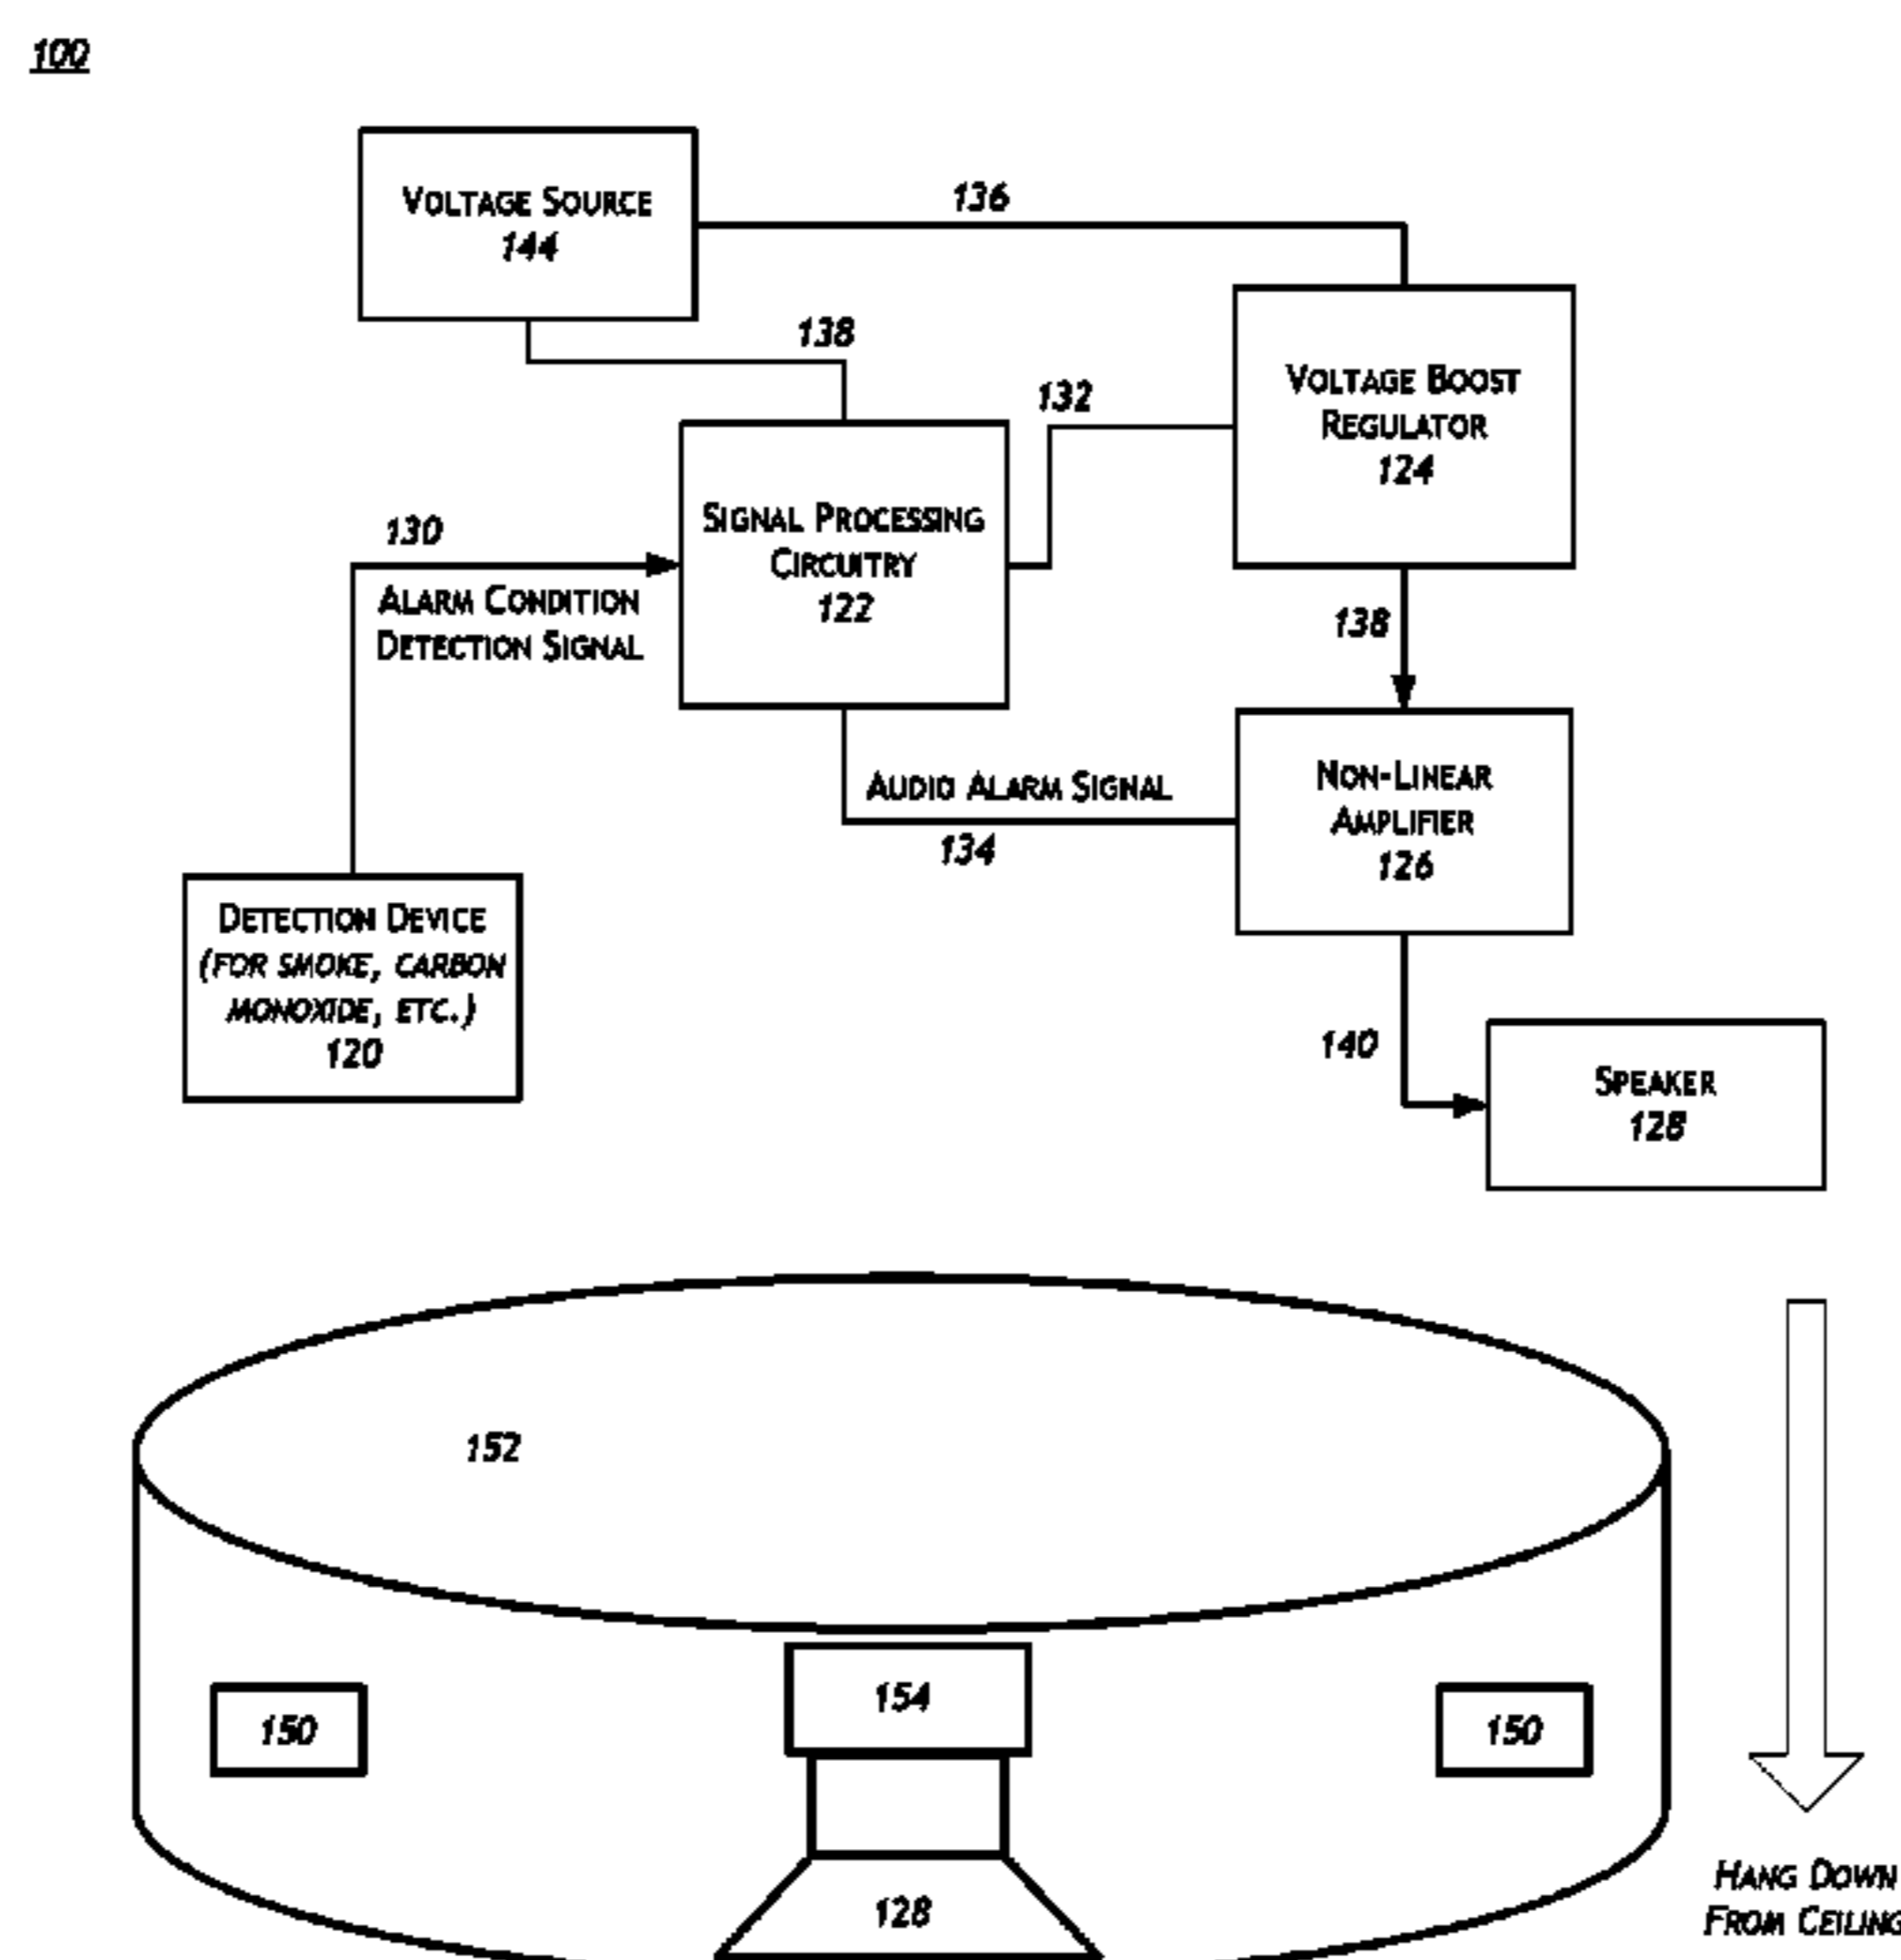 100
VOLTAGE SOURCE
144
136
138
132
VOLTAGE BOOST
REGULATOR
124
SIGNAL PROCESSING
CIRCUITRY
122
130
ALARM CONDITION
DETECTION SIGNAL
138
AUDIO ALARM SIGNAL
134
NON-LINEAR
AMPLIFIER
126
DETECTION DEVICE
(FOR SMOKE, CARBON
MONOXIDE, ETC.)
120
140
SPEAKER
128
152
154
150
150
128
HANG DOWN
FROM CEILING